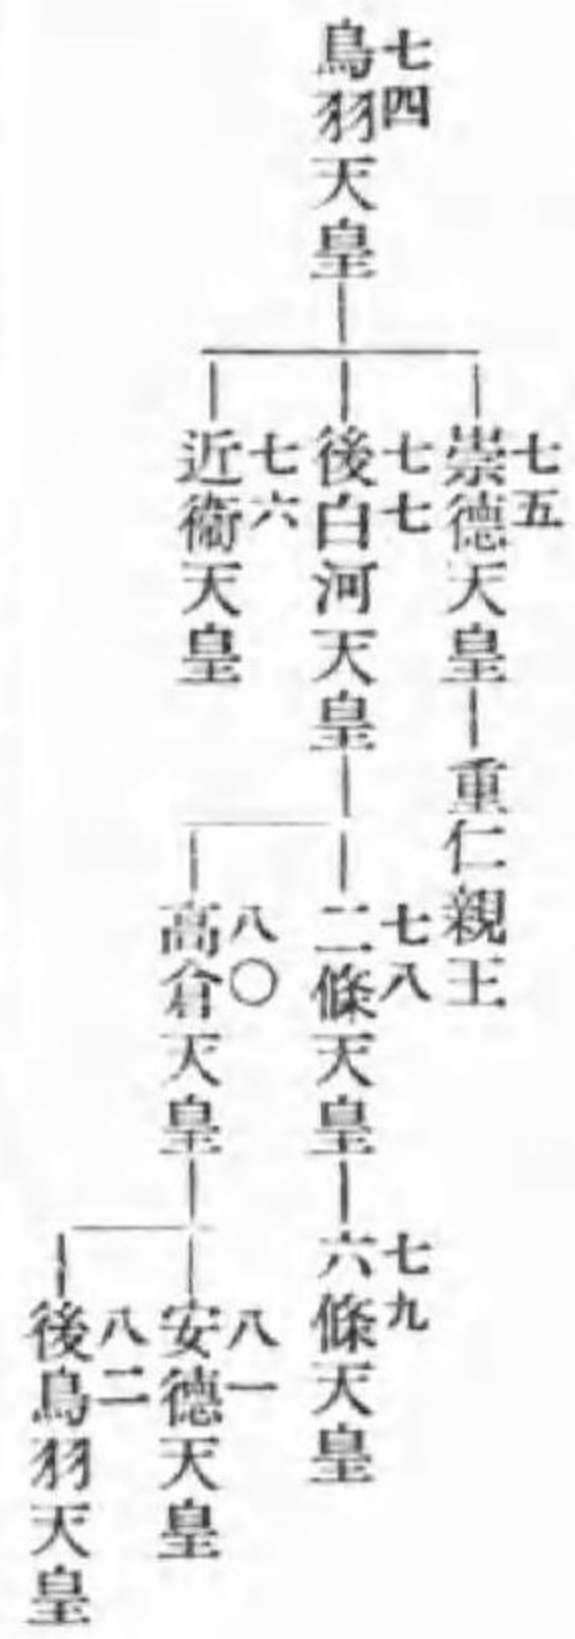 七四
鳥羽天皇
七五
崇德天皇
重仁親王
七七
後白河天皇
七六
近衞天皇
七八
二條天皇
七九
六條天皇
八〇
高倉天皇
八一
安德天皇
八二
後鳥羽天皇